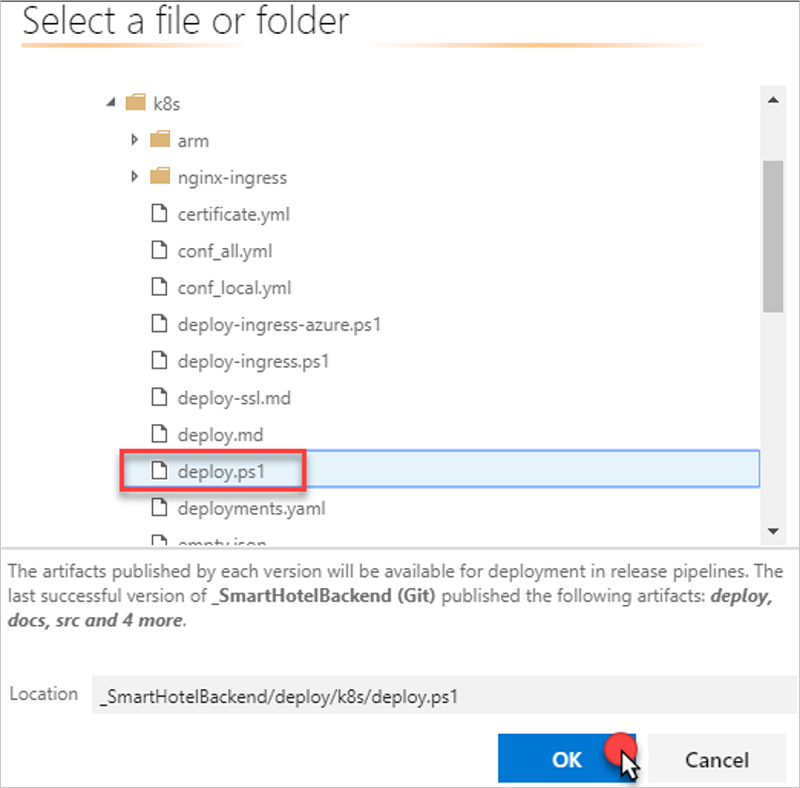 Select a file or folder
k8s
arm
nginx-ingress
certificate.yml
conf_all.yml
conf_local.yml
deploy-ingress-azure.ps1
deploy-ingress.ps1
deploy-ssl.md
deploy.md
deploy.ps1
deployments.yaml
empty.json
The artifacts published by each version will be available for deployment in release pipelines. The
last successful version of _SmartHotelBackend (Git) published the following artifacts: deploy,
docs, src and 4 more.
Location _SmartHotelBackend/deploy/k8s/deploy.ps1
OK Cancel